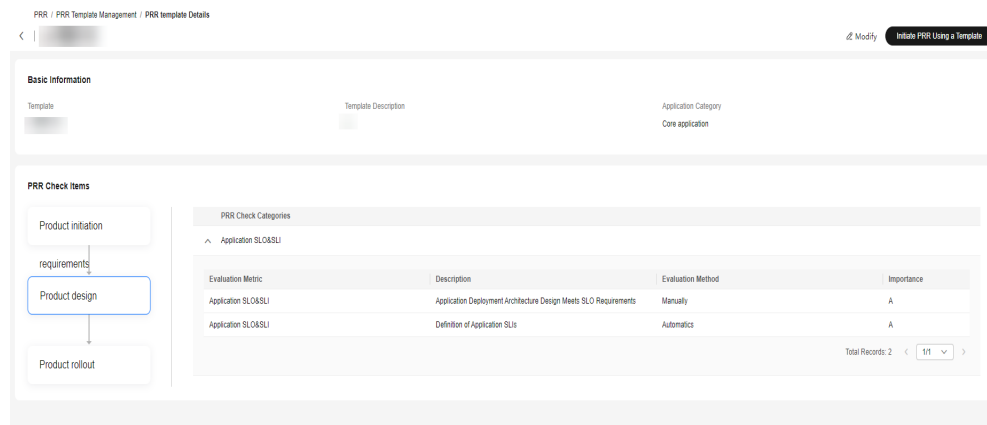 PRR / PRR Template Management / PRR template Details
Modify Initiate PRR Using a Template
Basic Information
Template Template Description Application Category
Core application
PRR Check Items
Product initiation
requirements
Product design
Product rollout
PRR Check Categories
Application SLO&SLI
Evaluation Metric Description Evaluation Method Importance
Application SLO&SLI Application Deployment Architecture Design Meets SLO Requirements Manually A
Application SLO&SLI Definition of Application SLIs Automatics A
Total Records: 2 < 1/1 >